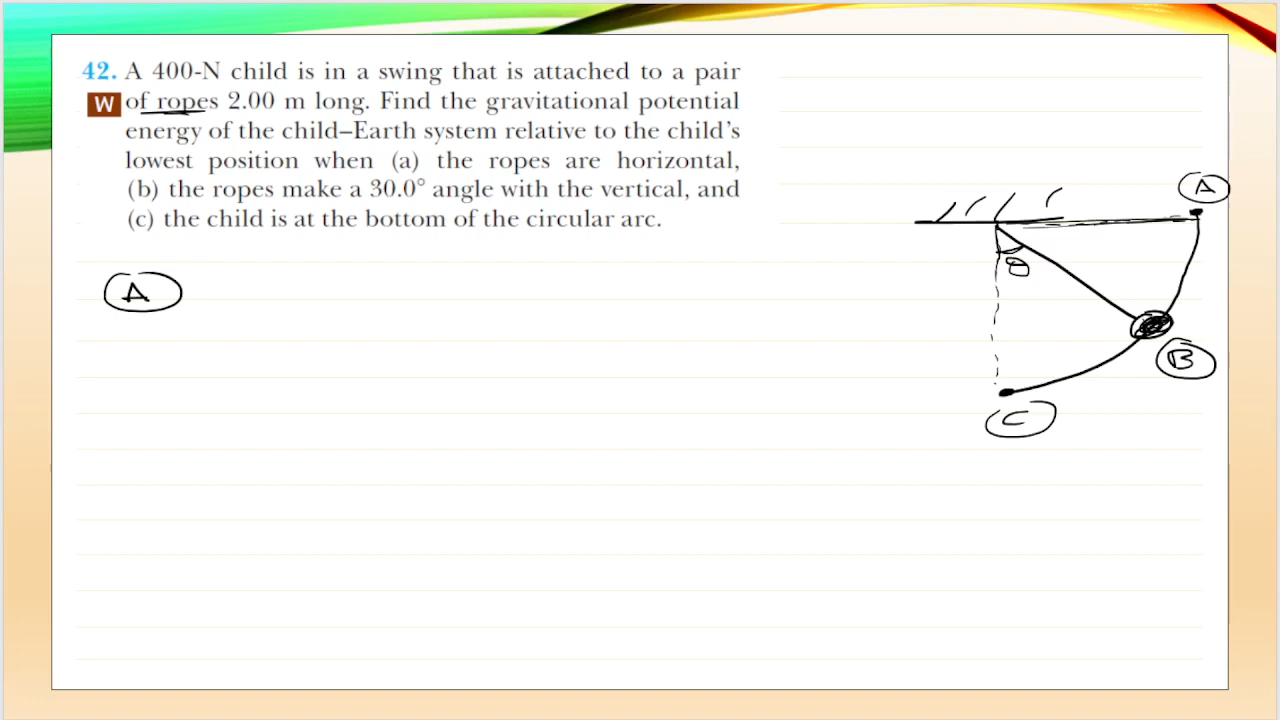 42. A 400-N child is in a swing that is attached to a pair
W of ropes 2.00 m long. Find the gravitational potential
energy of the child–Earth system relative to the child's
lowest position when (a) the ropes are horizontal,
(b) the ropes make a 30.0° angle with the vertical, and
(c) the child is at the bottom of the circular arc.
A
A
θ
B
C